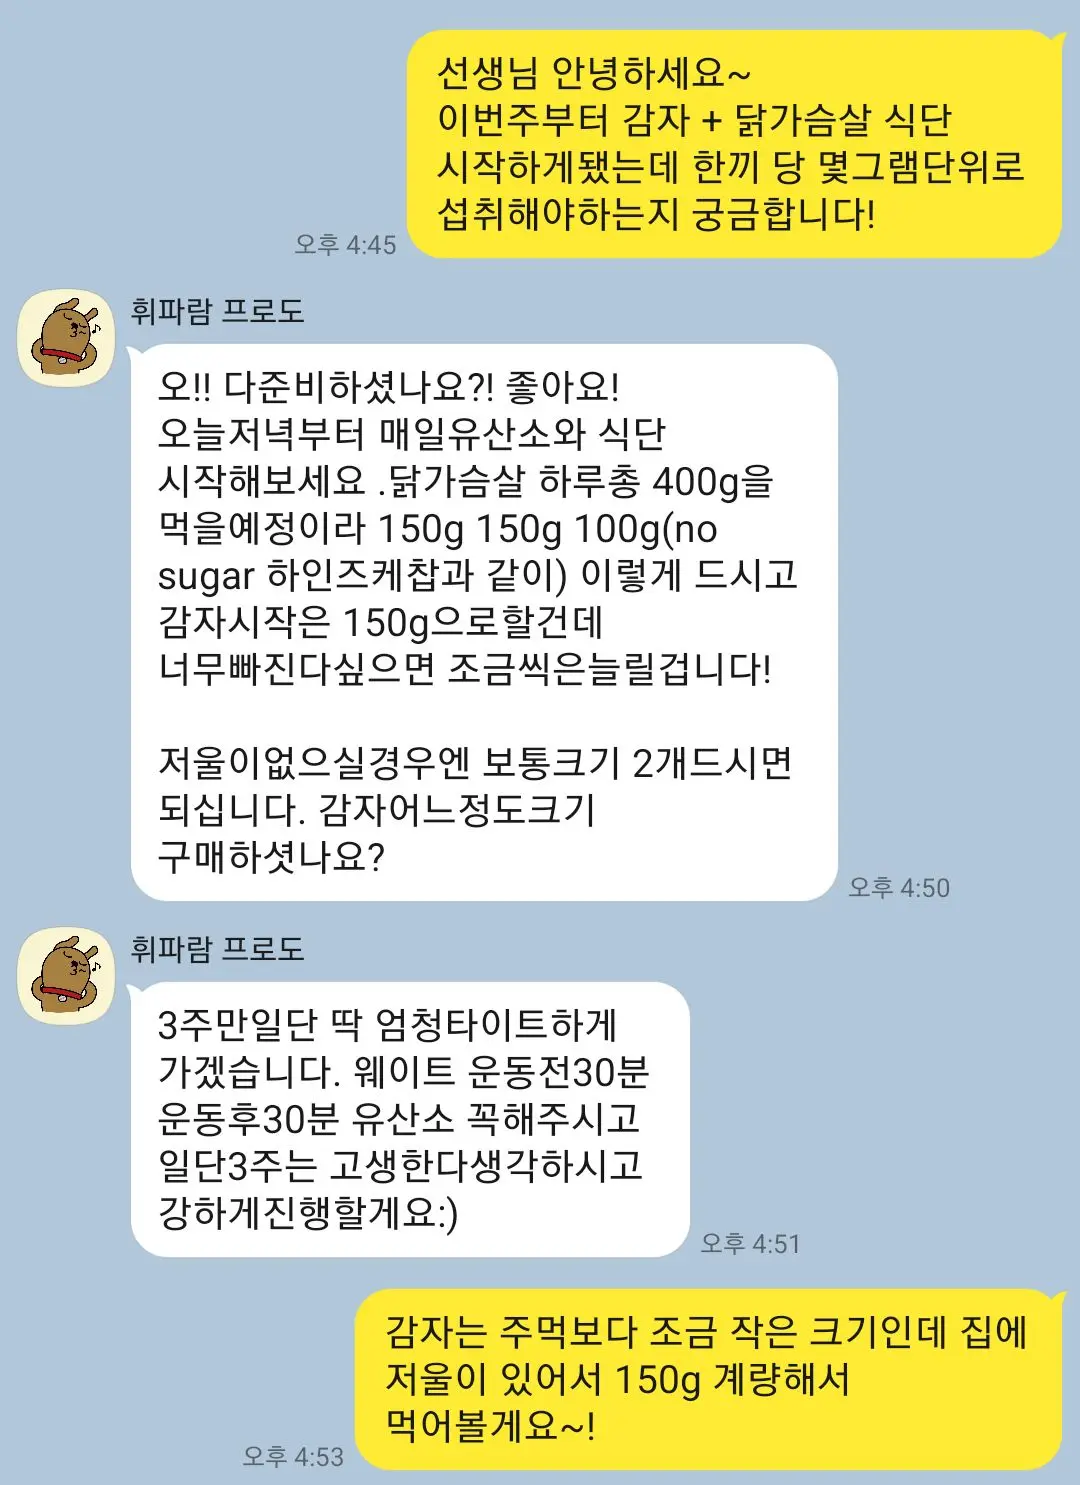 선생님 안녕하세요~
이번주부터 감자 + 닭가슴살 식단
시작하게됐는데 한끼 당 몇그램단위로
섭취해야하는지 궁금합니다!
오후 4:45
휘파람 프로도
오!! 다준비하셨나요?! 좋아요!
오늘저녁부터 매일유산소와 식단
시작해보세요 .닭가슴살 하루총 400g을
먹을예정이라 150g 150g 100g(no
sugar 하인즈케찹과 같이) 이렇게 드시고
감자시작은 150g으로할건데
너무빠진다싶으면 조금씩은늘릴겁니다!
저울이없으실경우엔 보통크기 2개드시면
되십니다. 감자어느정도크기
구매하셧나요?
오후 4:50
휘파람 프로도
3주만일단 딱 엄청타이트하게
가겠습니다. 웨이트 운동전30분
운동후30분 유산소 꼭해주시고
일단3주는 고생한다생각하시고
강하게진행할게요:)
오후 4:51
감자는 주먹보다 조금 작은 크기인데 집에
저울이 있어서 150g 계량해서
먹어볼게요~!
오후 4:53